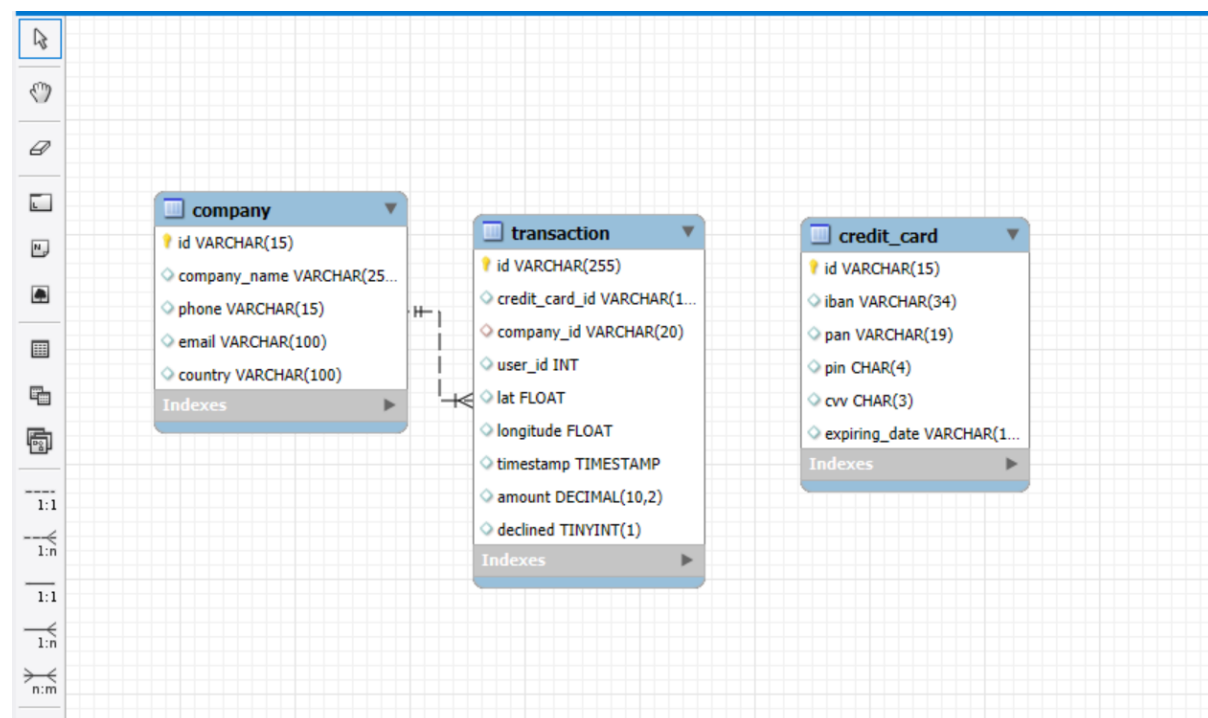 1:1
1:n
1:1
1:n
n:m
company
id VARCHAR(15)
company_name VARCHAR(25...
phone VARCHAR(15)
email VARCHAR(100)
country VARCHAR(100)
Indexes
transaction
id VARCHAR(255)
credit_card_id VARCHAR(1...
company_id VARCHAR(20)
user_id INT
lat FLOAT
longitude FLOAT
timestamp TIMESTAMP
amount DECIMAL(10,2)
declined TINYINT(1)
Indexes
credit_card
id VARCHAR(15)
iban VARCHAR(34)
pan VARCHAR(19)
pin CHAR(4)
cvv CHAR(3)
expiring_date VARCHAR(1...
Indexes